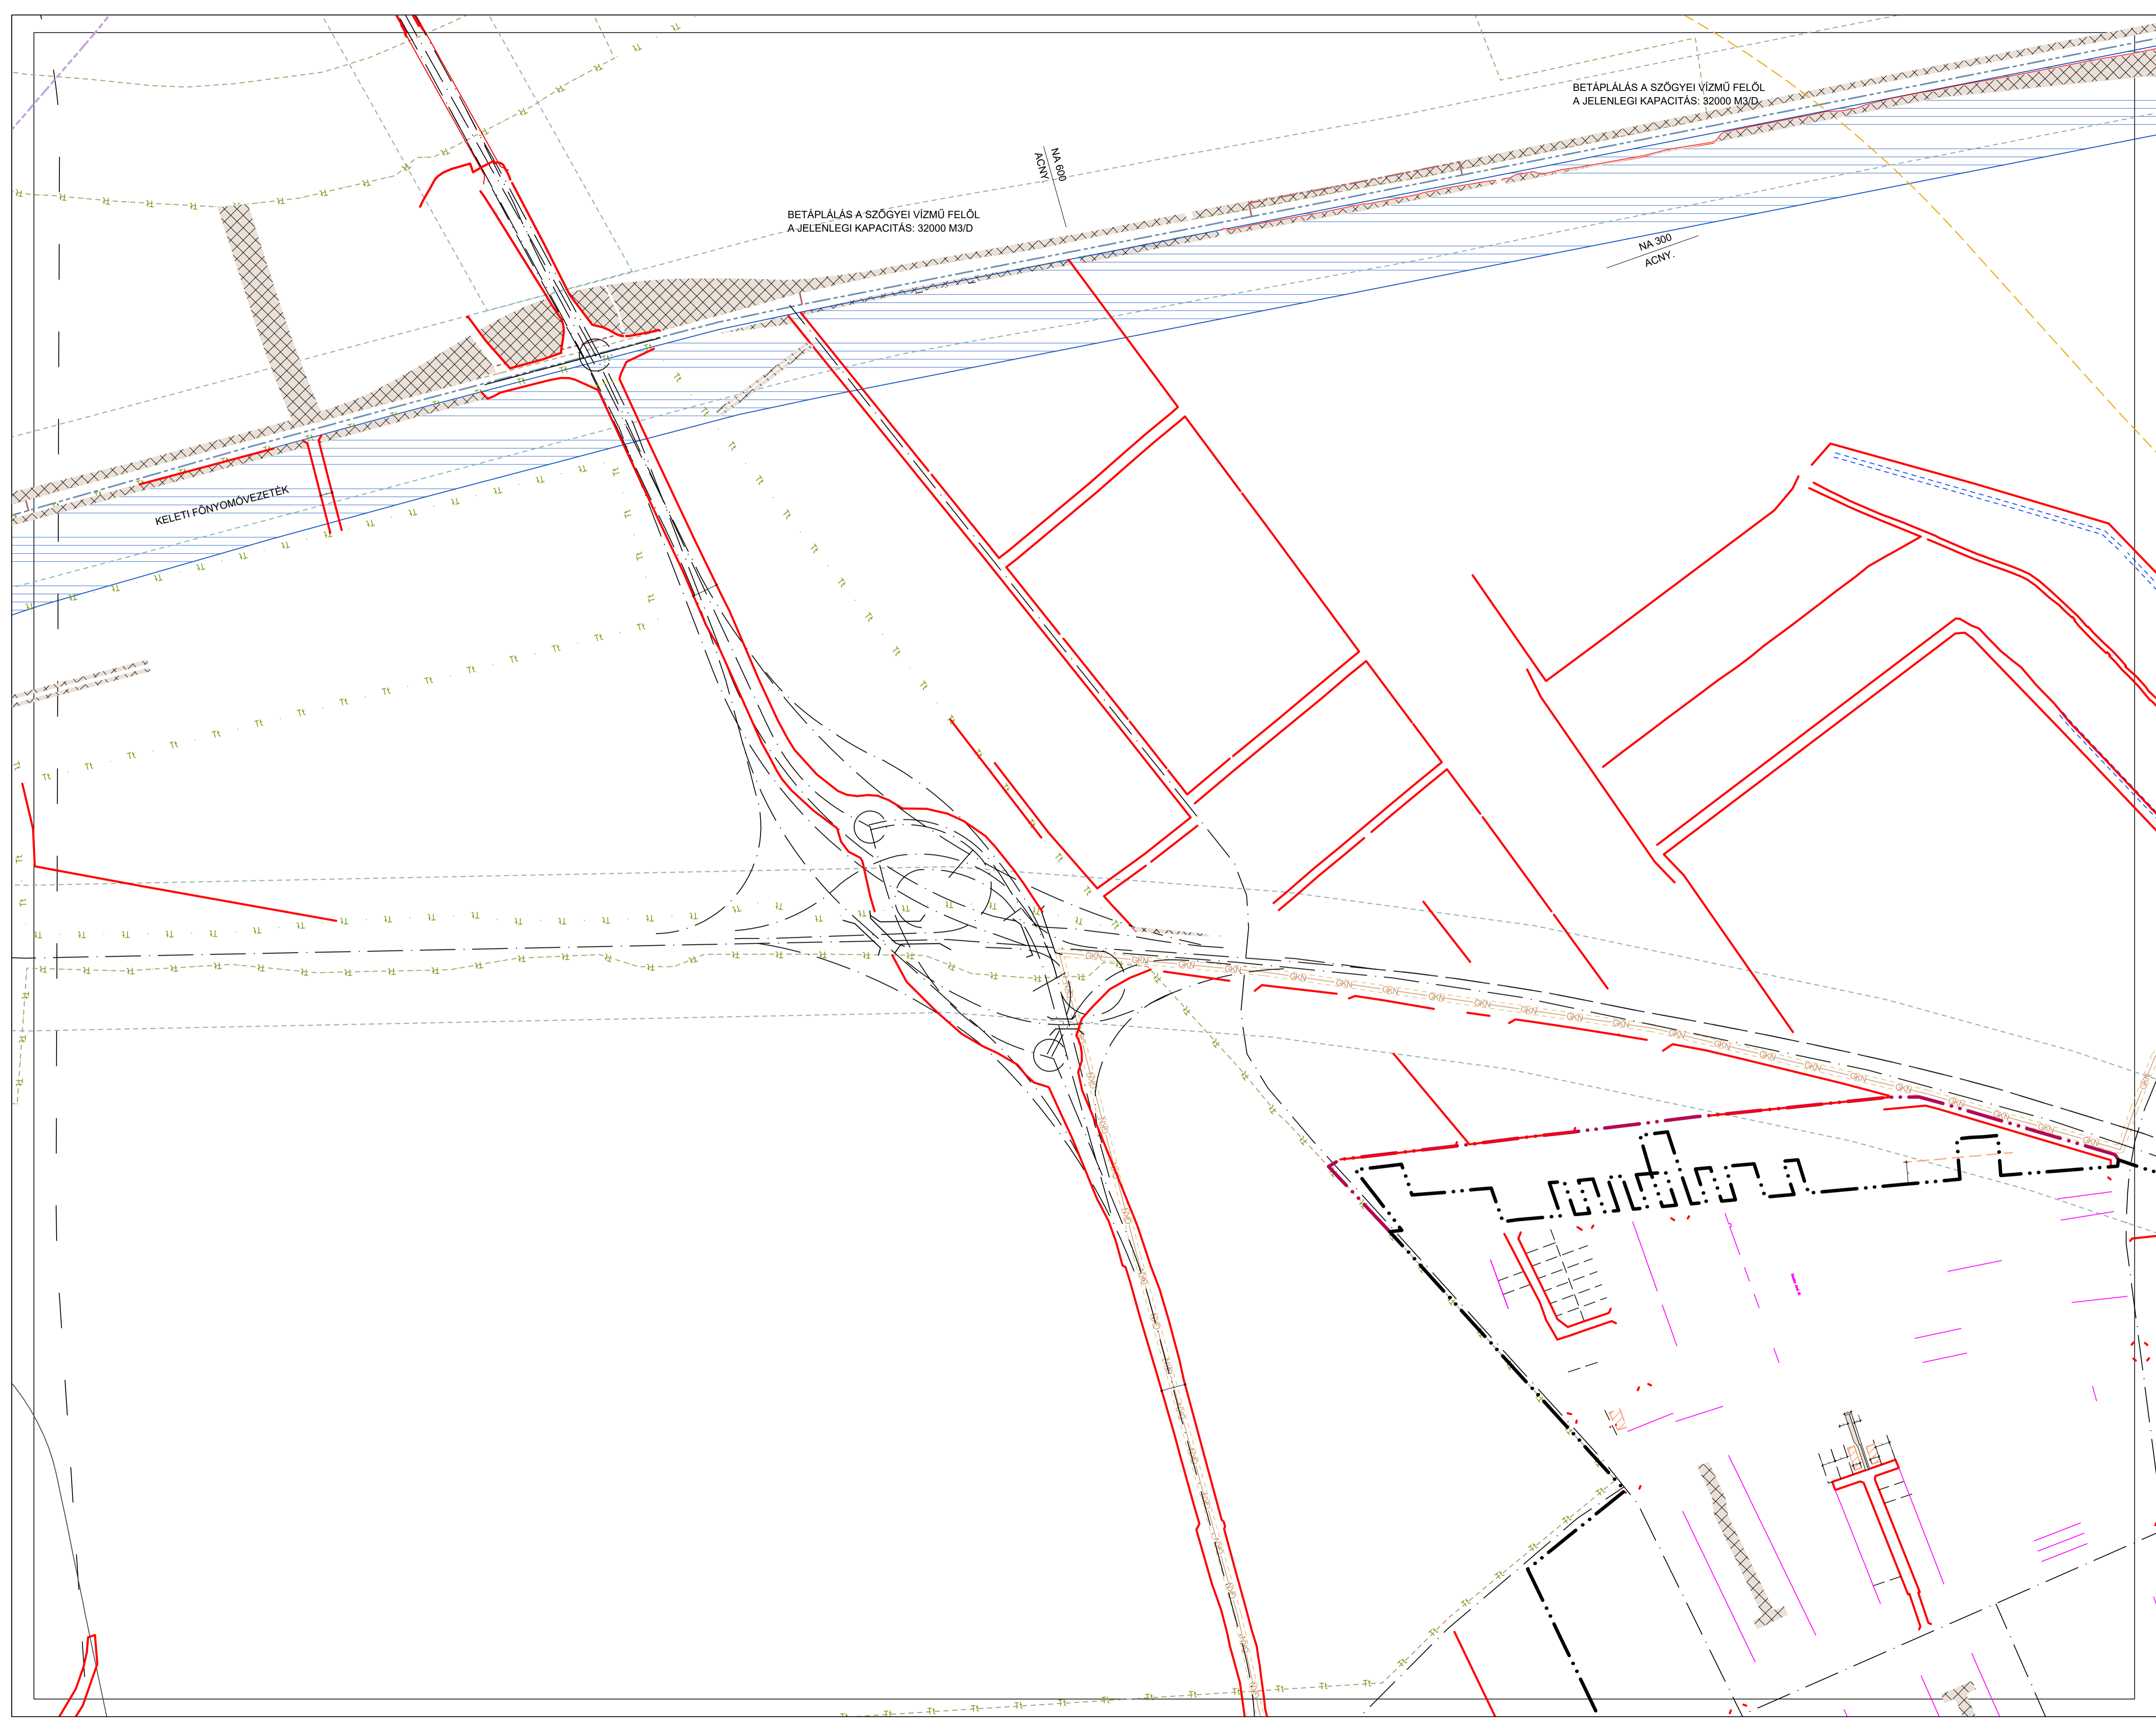 BETÁPLÁLÁS A SZŐGYEI VÍZMŰ FELŐL
A JELENLEGI KAPACITÁS: 32000 M3/D
NA 600
ACNY
BETÁPLÁLÁS A SZŐGYEI VÍZMŰ FELŐL
A JELENLEGI KAPACITÁS: 32000 M3/D
NA 300
ACNY.
KELETI FŐNYOMÓVEZETÉK